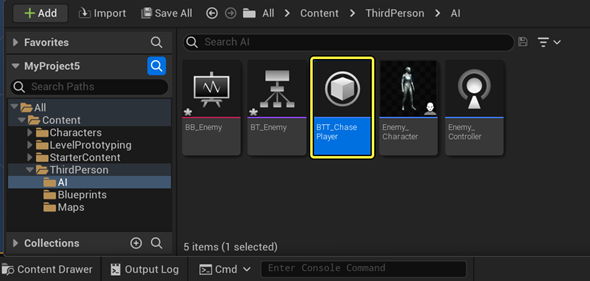 Add Import Save All All Content ThirdPerson AI
Favorites
Search AI
MyProject5
Search Paths
All
Content
Characters
LevelPrototyping
StarterContent
ThirdPerson
AI
Blueprints
Maps
BB_Enemy
BT_Enemy
BTT_Chase
Player
Enemy_
Character
Enemy_
Controller
Collections
5 items (1 selected)
Content Drawer Output Log Cmd Enter Console Command